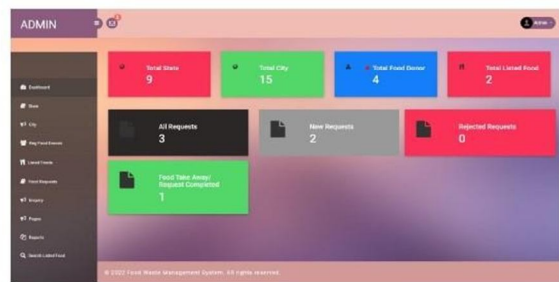 ADMIN
Admin
Total State
9
Total City
15
Total Food Donor
4
Total Listed Food
2
All Requests
3
New Requests
2
Rejected Requests
0
Food Take Away/
Request Completed
1
Dashboard
State
City
Reg Food Donors
Listed Foods
Food Requests
Inquiry
Pages
Reports
Search Listed Food
© 2022 Food Waste Management System. All rights reserved.